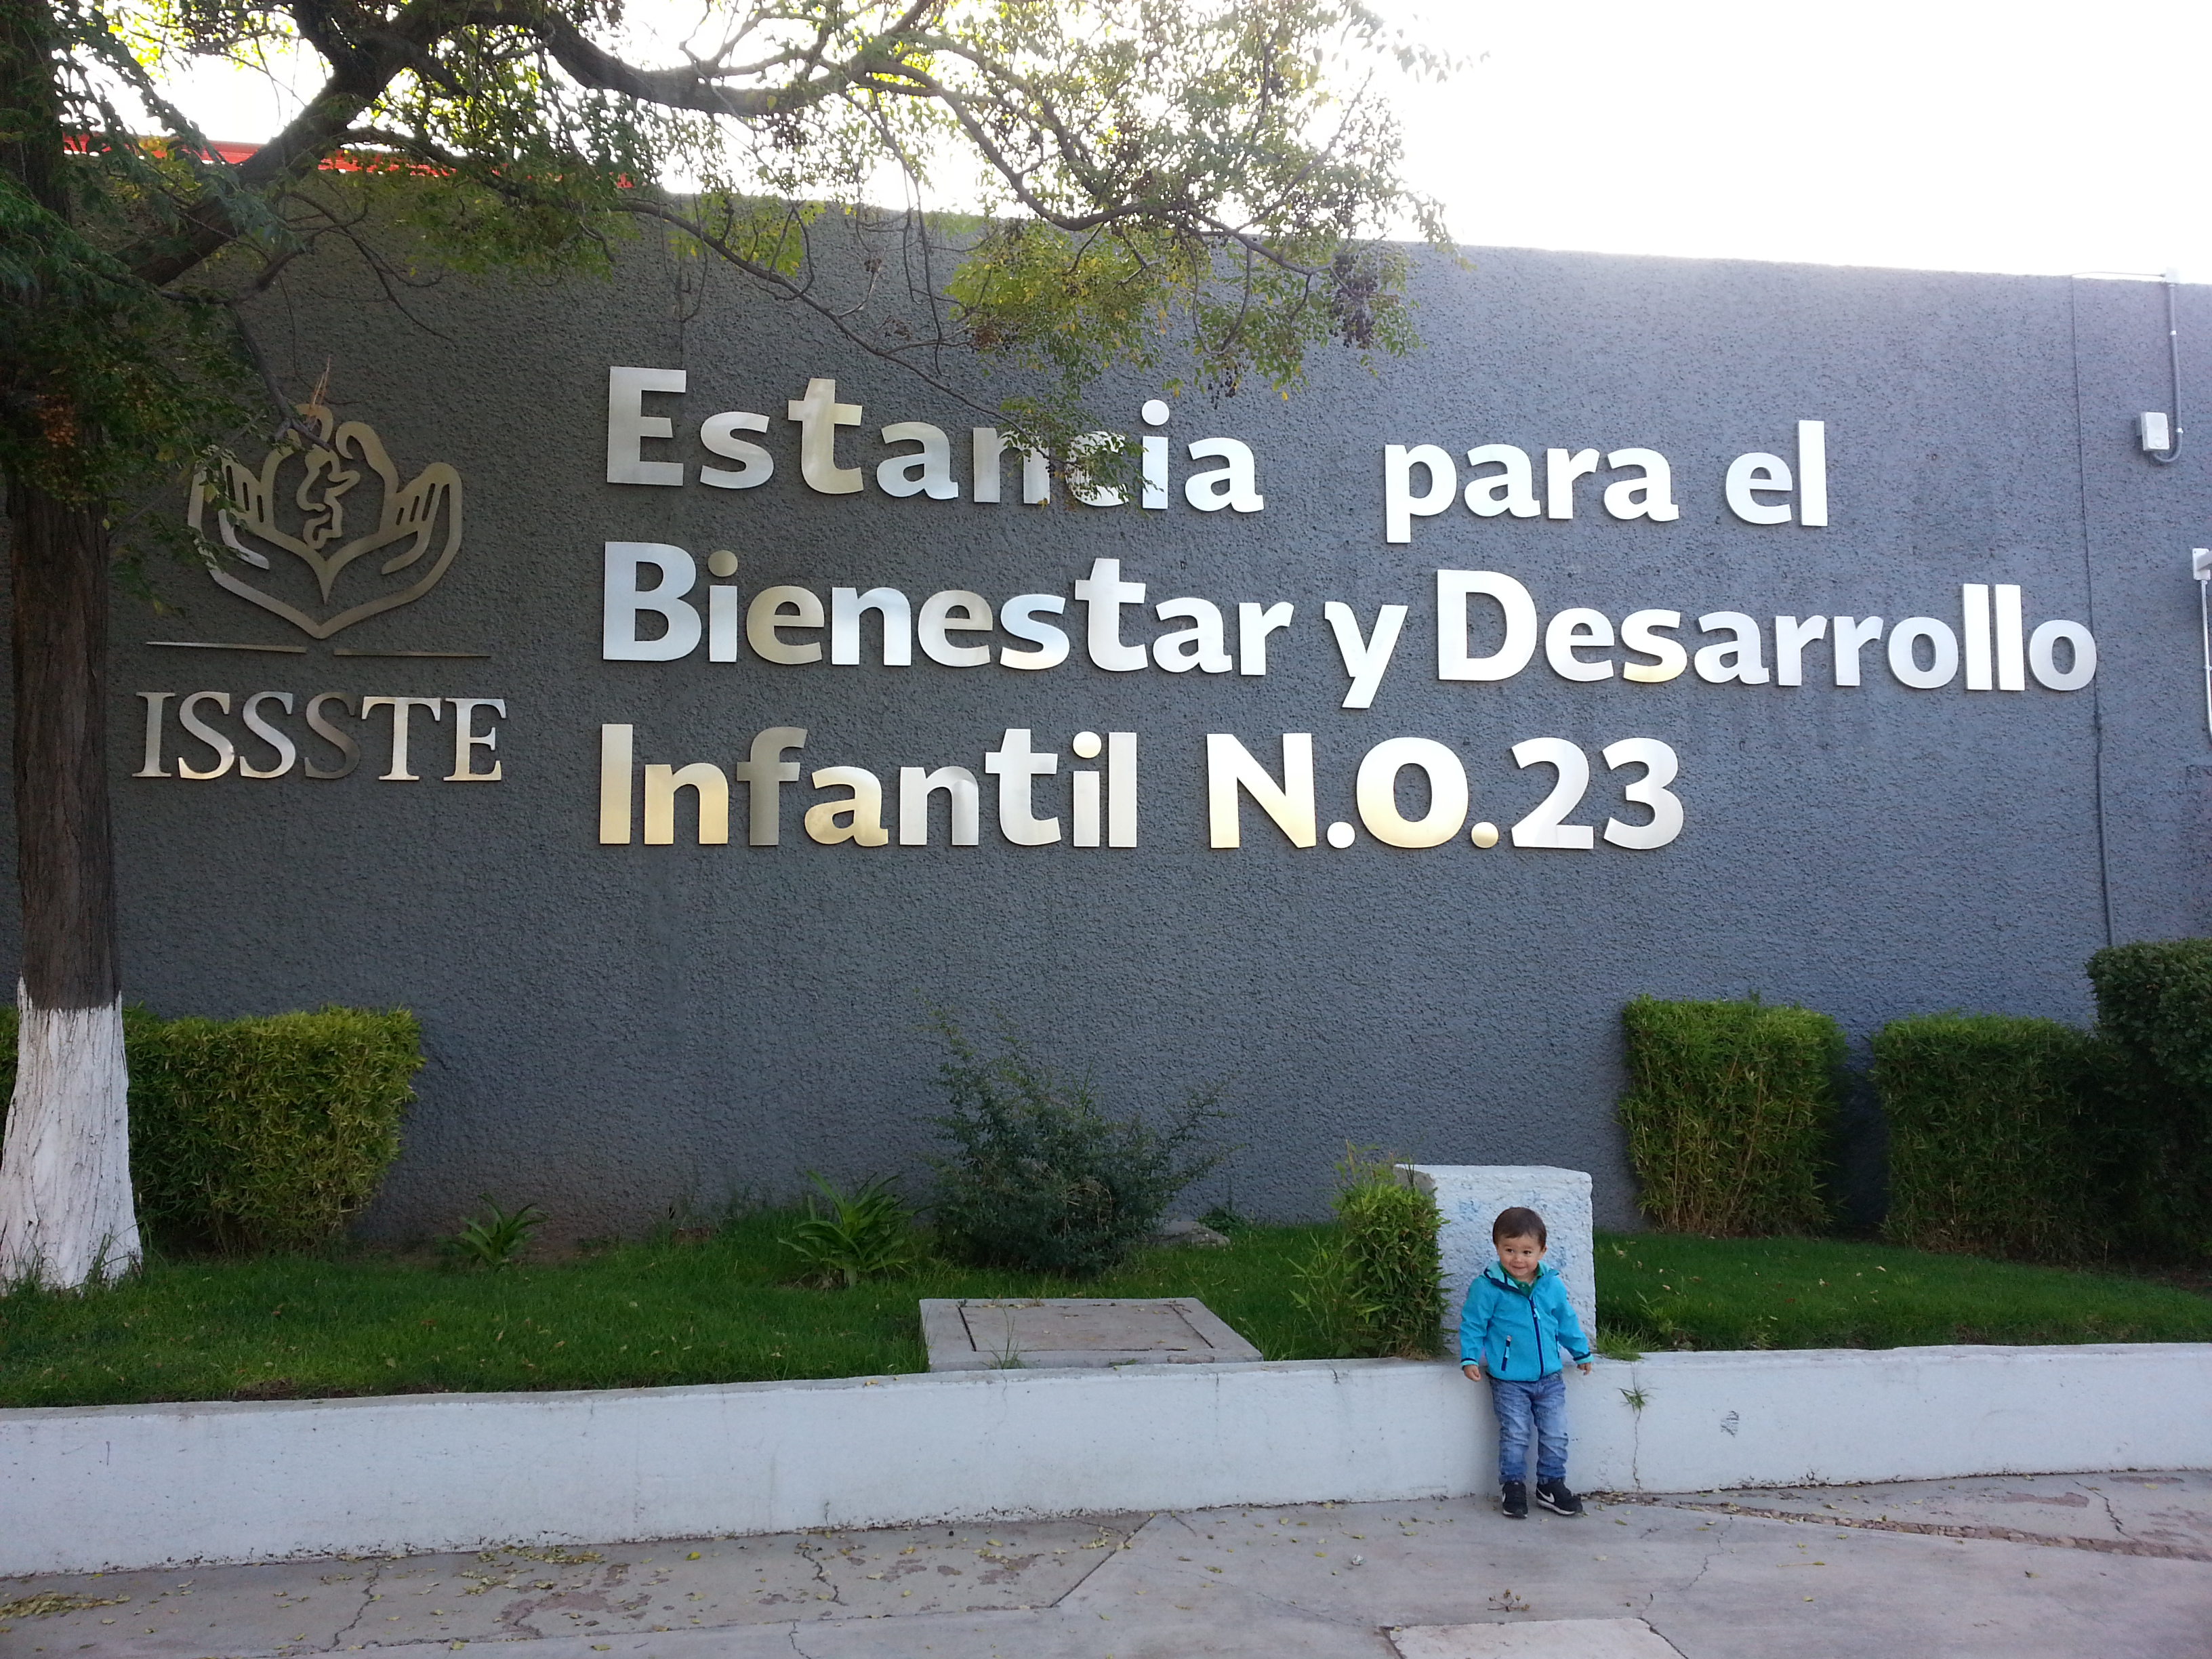 ISSSTE
Estancia para el
Bienestar y Desarrollo
Infantil N.O.23